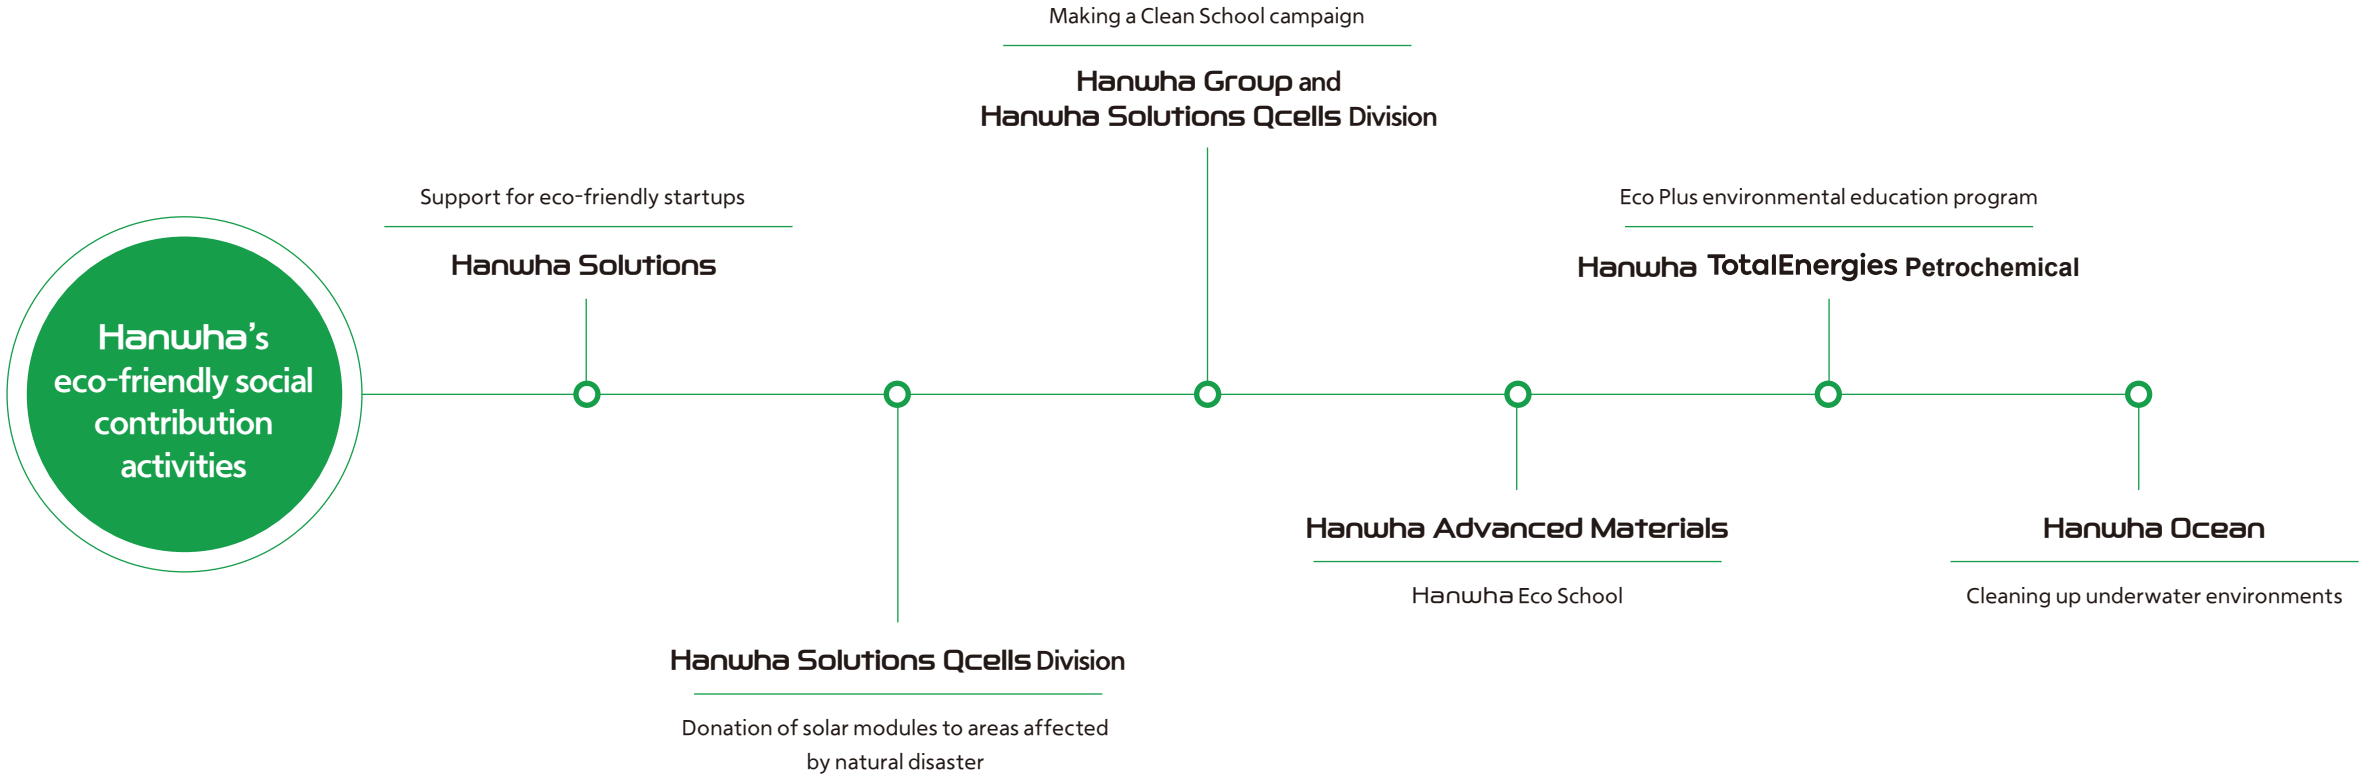 Making a Clean School campaign
Hanwha Group and
Hanwha Solutions Qcells Division
Support for eco-friendly startups
Hanwha Solutions
Eco Plus environmental education program
Hanwha TotalEnergies Petrochemical
Hanwha's
eco-friendly social
contribution
activities
Hanwha Advanced Materials
Hanwha Eco School
Hanwha Ocean
Cleaning up underwater environments
Hanwha Solutions Qcells Division
Donation of solar modules to areas affected
by natural disaster